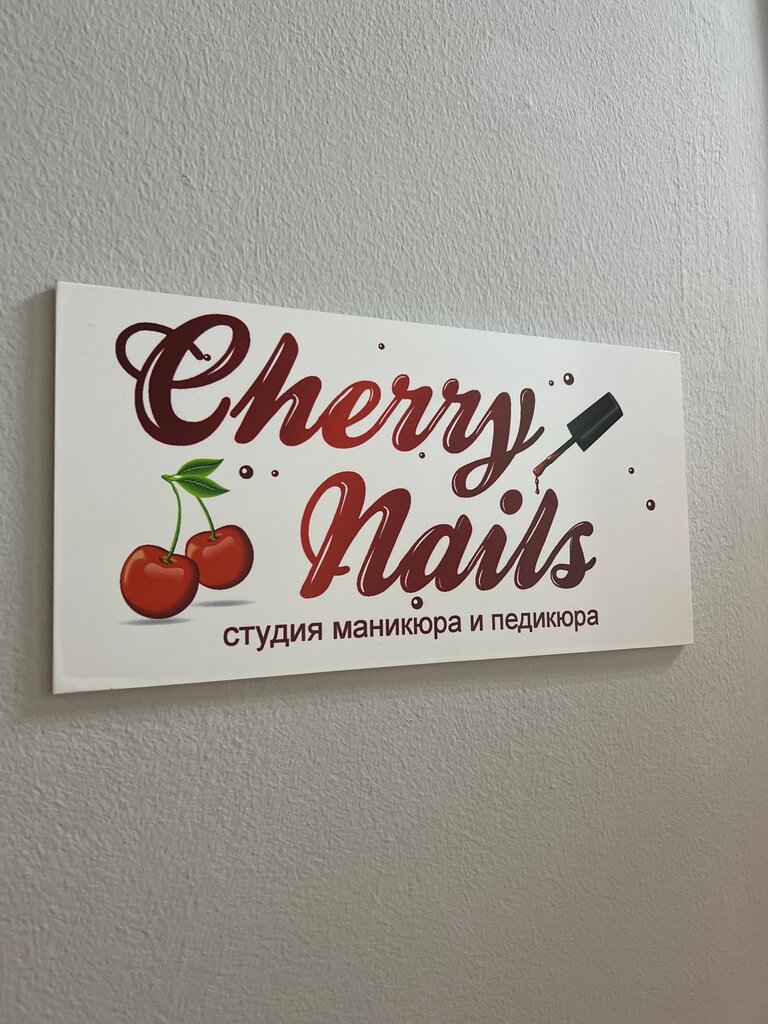 Cherry
Nails
студия маникюра и педикюра